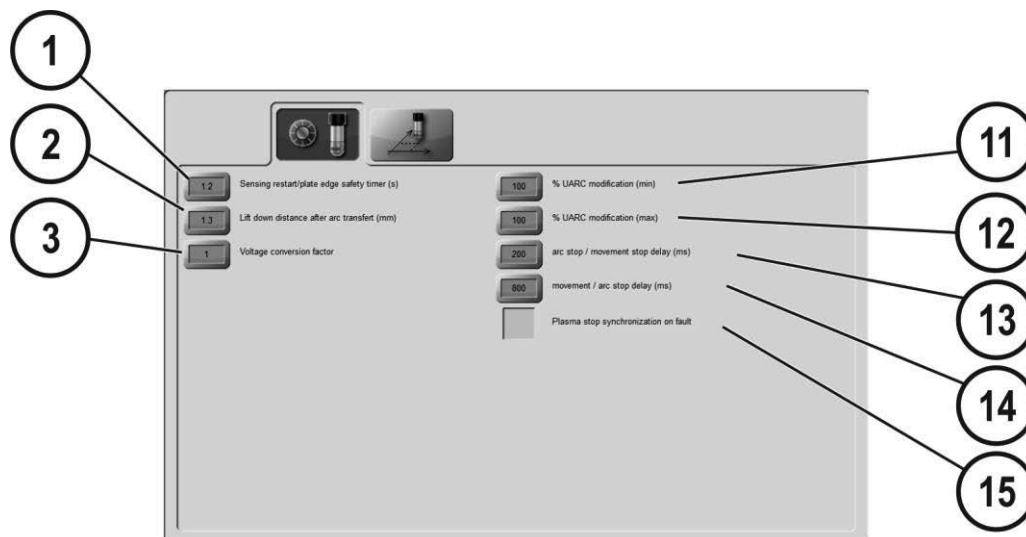 1
2
3
1.2 Sensing restart/plate edge safety timer (s)
1.3 Lift down distance after arc transfert (mm)
1 Voltage conversion factor
100 % UARC modification (min)
100 % UARC modification (max)
200 arc stop / movement stop delay (ms)
800 movement / arc stop delay (ms)
Plasma stop synchronization on fault
11
12
13
14
15